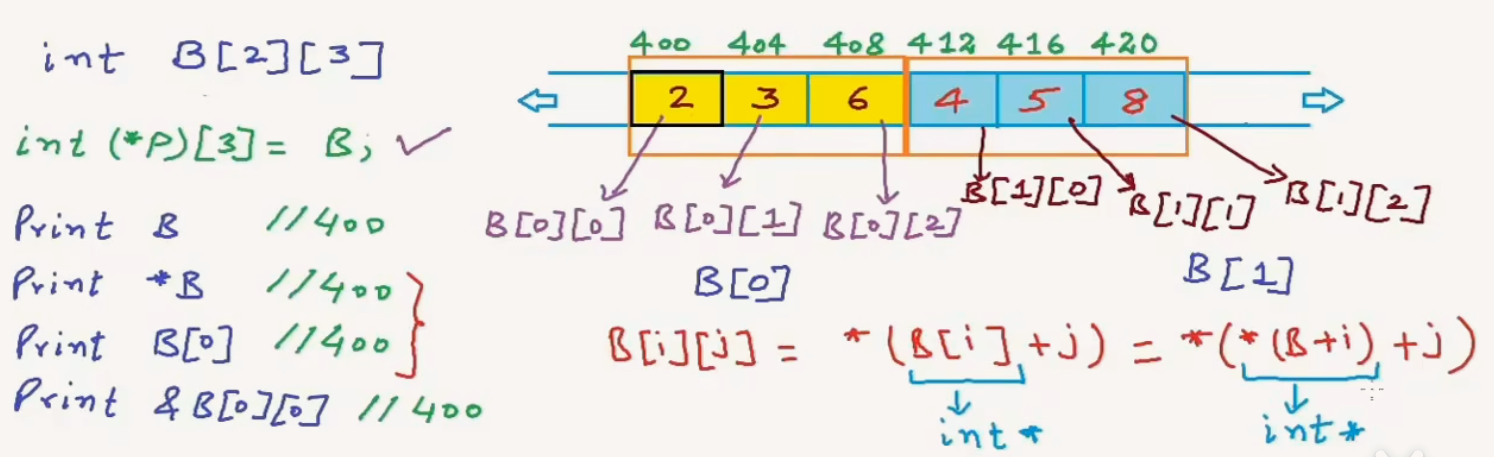 int B[2][3]
int (*P)[3] = B; ✓
Print B //400
Print *B //400
Print B[0] //400
Print &B[0][0] //400
400 404 408 412 416 420
2 3 6 4 5 8
B[0][0] B[0][1] B[0][2] B[1][0] B[1][1] B[1][2]
B[0] B[1]
B[i][j] = *(B[i]+j) = *(*(B+i)+j)
int* int*